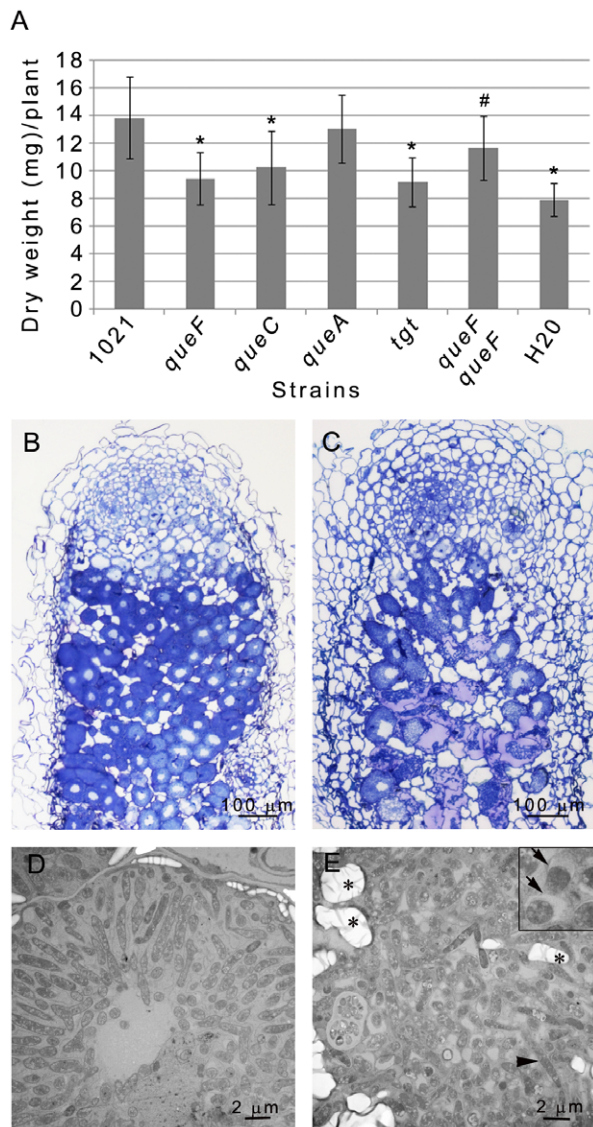 A
Dry weight (mg)/plant
18
16
14
12
10
8
6
4
2
0
*
*
*
#
*
1021
queF
queC
queA
tgt
queF
queF
H20
Strains
B
100 µm
C
100 µm
D
2 µm
E
*
*
*
2 µm